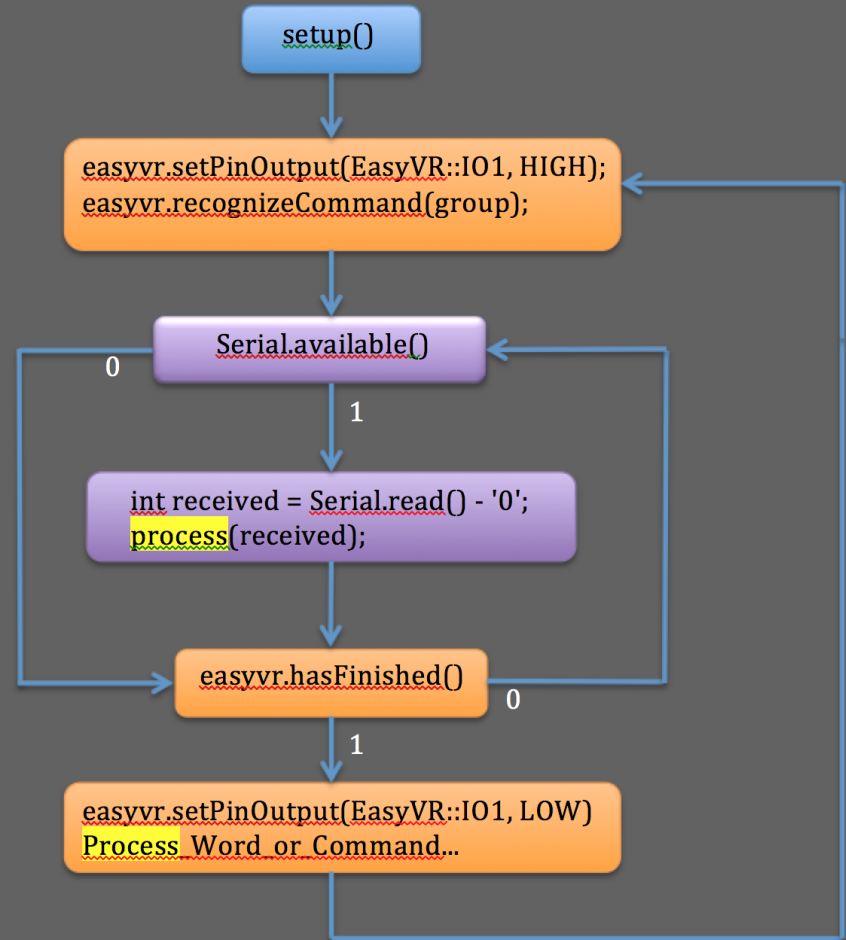 setup()
easyvr.setPinOutput(EasyVR::IO1, HIGH);
easyvr.recognizeCommand(group);
Serial.available()
0
1
int received = Serial.read() - '0';
process(received);
easyvr.hasFinished()
0
1
easyvr.setPinOutput(EasyVR::IO1, LOW)
Process_Word_or_Command...